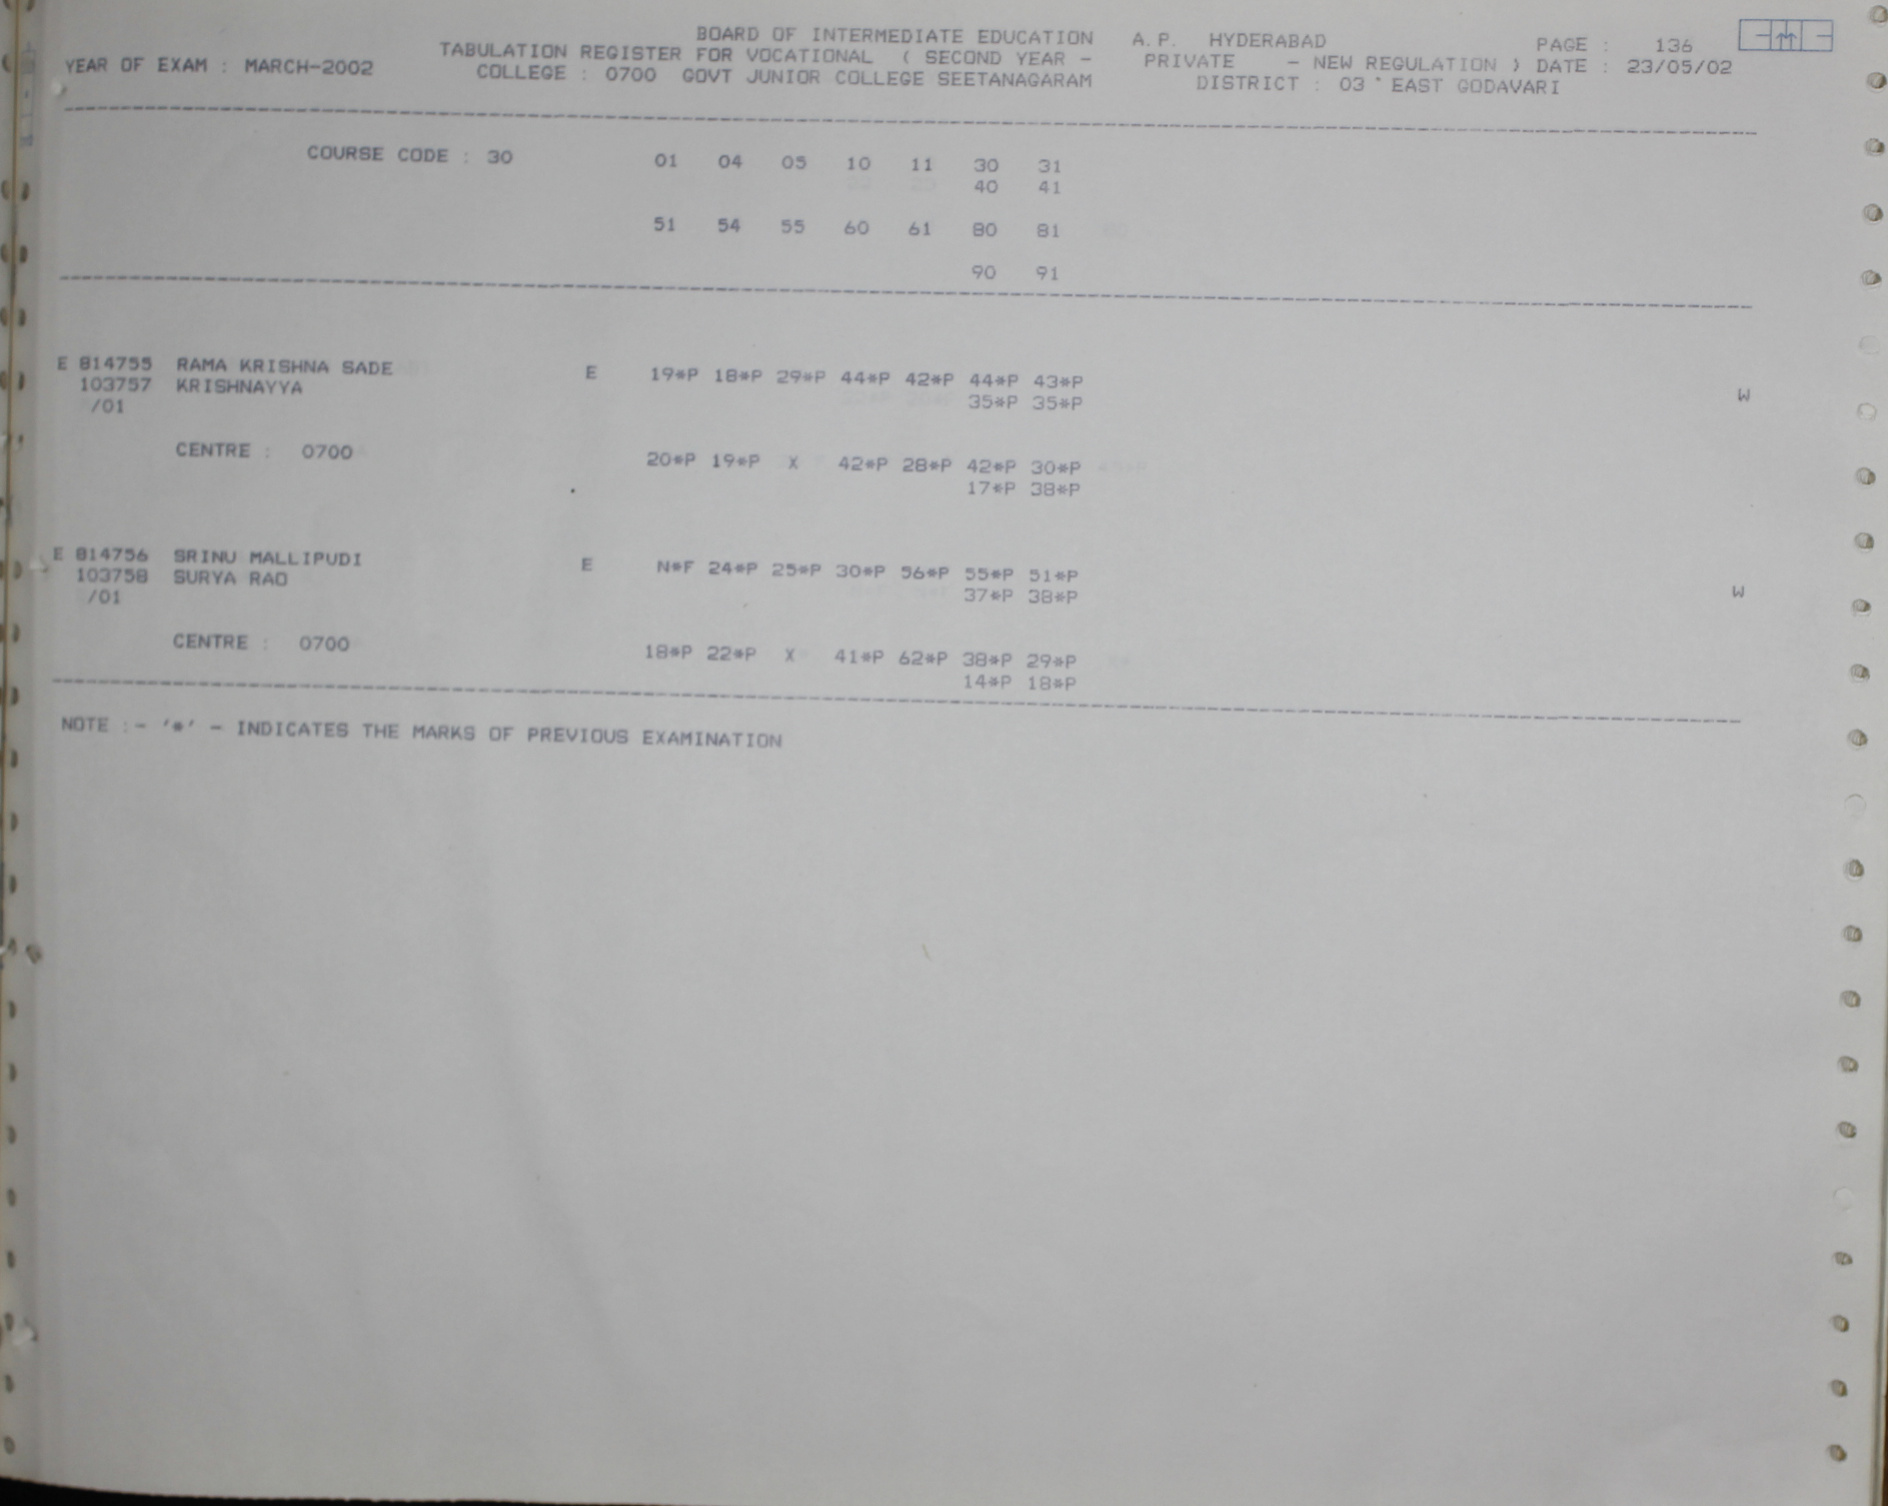 BOARD OF INTERMEDIATE EDUCATION A.P. HYDERABAD PAGE : 136
YEAR OF EXAM : MARCH-2002 TABULATION REGISTER FOR VOCATIONAL ( SECOND YEAR - PRIVATE - NEW REGULATION ) DATE : 23/05/02
COLLEGE : 0700 GOVT JUNIOR COLLEGE SEETANAGARAM DISTRICT : 03 EAST GODAVARI
COURSE CODE : 30 01 04 05 10 11 30 31
40 41
51 54 55 60 61 80 81
90 91
E 814755 RAMA KRISHNA SADE E 19*P 18*P 29*P 44*P 42*P 44*P 43*P
103757 KRISHNAYYA 35*P 35*P W
/01
CENTRE : 0700 20*P 19*P X 42*P 28*P 42*P 30*P
17*P 38*P
E 814756 SRINU MALLIPUDI E N*F 24*P 25*P 30*P 56*P 55*P 51*P
103758 SURYA RAO 37*P 38*P W
/01
CENTRE : 0700 18*P 22*P X 41*P 62*P 38*P 29*P
14*P 18*P
NOTE :- '*' - INDICATES THE MARKS OF PREVIOUS EXAMINATION